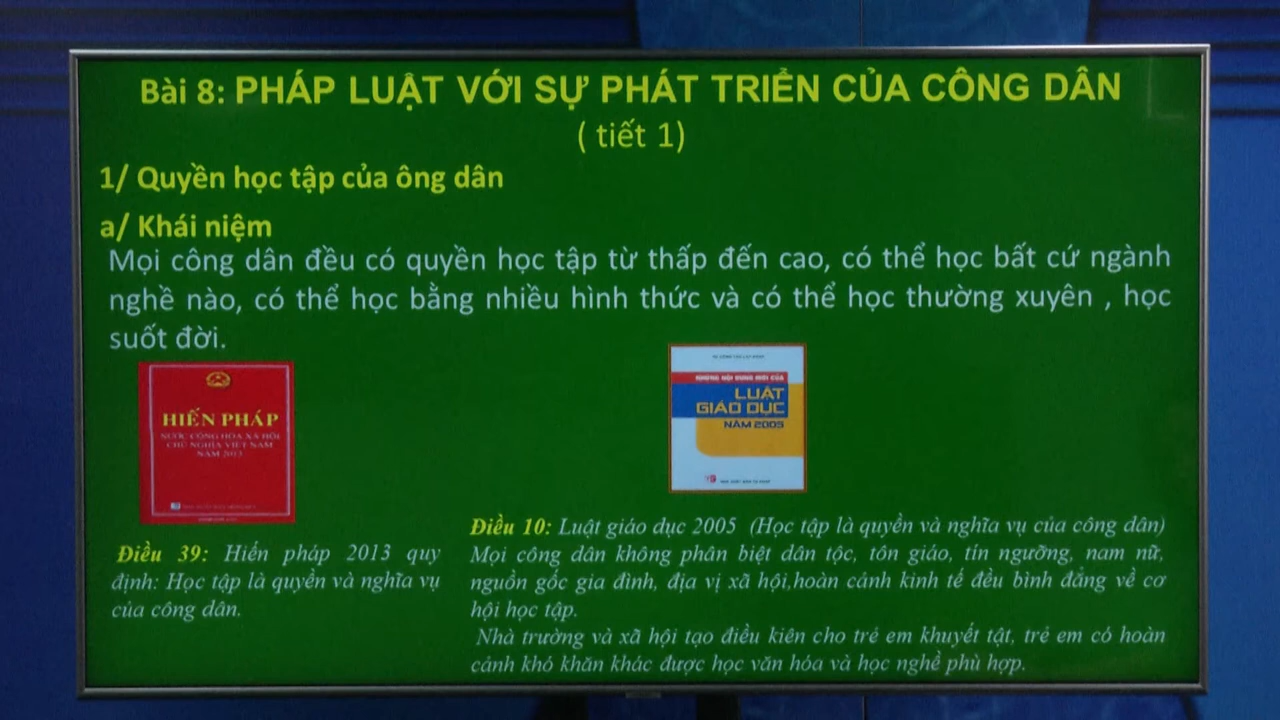 Bài 8: PHÁP LUẬT VỚI SỰ PHÁT TRIỂN CỦA CÔNG DÂN
( tiết 1)
1/ Quyền học tập của ông dân
a/ Khái niệm
Mọi công dân đều có quyền học tập từ thấp đến cao, có thể học bất cứ ngành
nghề nào, có thể học bằng nhiều hình thức và có thể học thường xuyên , học
suốt đời.
HIẾN PHÁP
NƯỚC CỘNG HÒA XÃ HỘI
CHỦ NGHĨA VIỆT NAM
NĂM 2013
NHỮNG NỘI DUNG MỚI CỦA
LUẬT
GIÁO DỤC
NĂM 2005
Điều 39: Hiến pháp 2013 quy
định: Học tập là quyền và nghĩa vụ
của công dân.
Điều 10: Luật giáo dục 2005 (Học tập là quyền và nghĩa vụ của công dân)
Mọi công dân không phân biệt dân tộc, tôn giáo, tín ngưỡng, nam nữ,
nguồn gốc gia đình, địa vị xã hội,hoàn cảnh kinh tế đều bình đẳng về cơ
hội học tập.
Nhà trường và xã hội tạo điều kiên cho trẻ em khuyết tật, trẻ em có hoàn
cảnh khó khăn khác được học văn hóa và học nghề phù hợp.